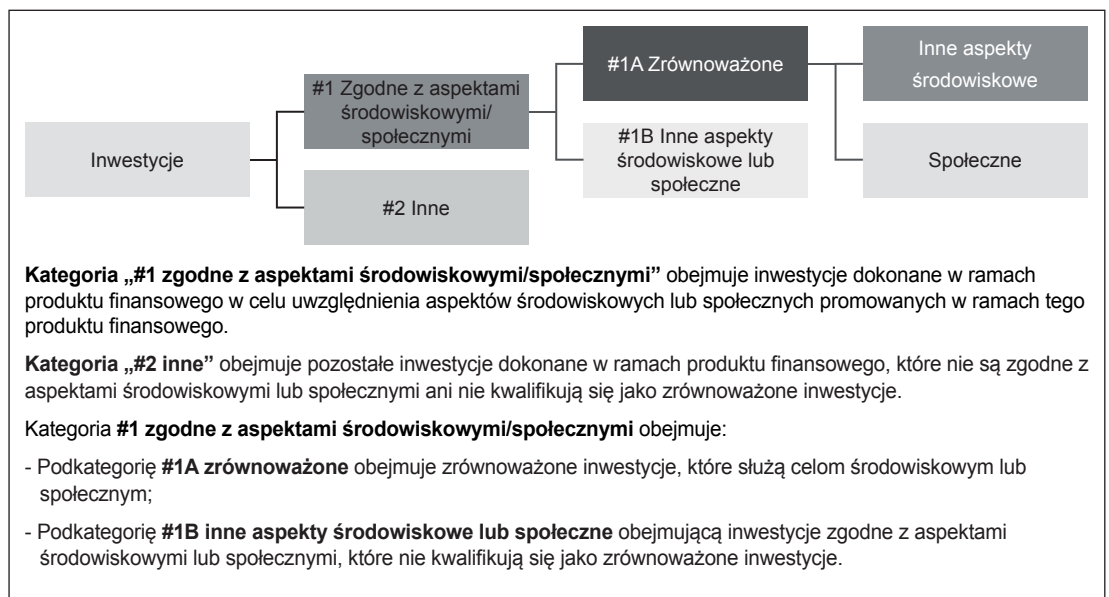 Inwestycje
#1 Zgodne z aspektami
środowiskowymi/
społecznymi
#2 Inne
#1A Zrównoważone
#1B Inne aspekty
środowiskowe lub
społeczne
Inne aspekty
środowiskowe
Społeczne
Kategoria „#1 zgodne z aspektami środowiskowymi/społecznymi” obejmuje inwestycje dokonane w ramach
produktu finansowego w celu uwzględnienia aspektów środowiskowych lub społecznych promowanych w ramach tego
produktu finansowego.
Kategoria „#2 inne” obejmuje pozostałe inwestycje dokonane w ramach produktu finansowego, które nie są zgodne z
aspektami środowiskowymi lub społecznymi ani nie kwalifikują się jako zrównoważone inwestycje.
Kategoria #1 zgodne z aspektami środowiskowymi/społecznymi obejmuje:
- Podkategorię #1A zrównoważone obejmuje zrównoważone inwestycje, które służą celom środowiskowym lub
społecznym;
- Podkategorię #1B inne aspekty środowiskowe lub społeczne obejmującą inwestycje zgodne z aspektami
środowiskowymi lub społecznymi, które nie kwalifikują się jako zrównoważone inwestycje.